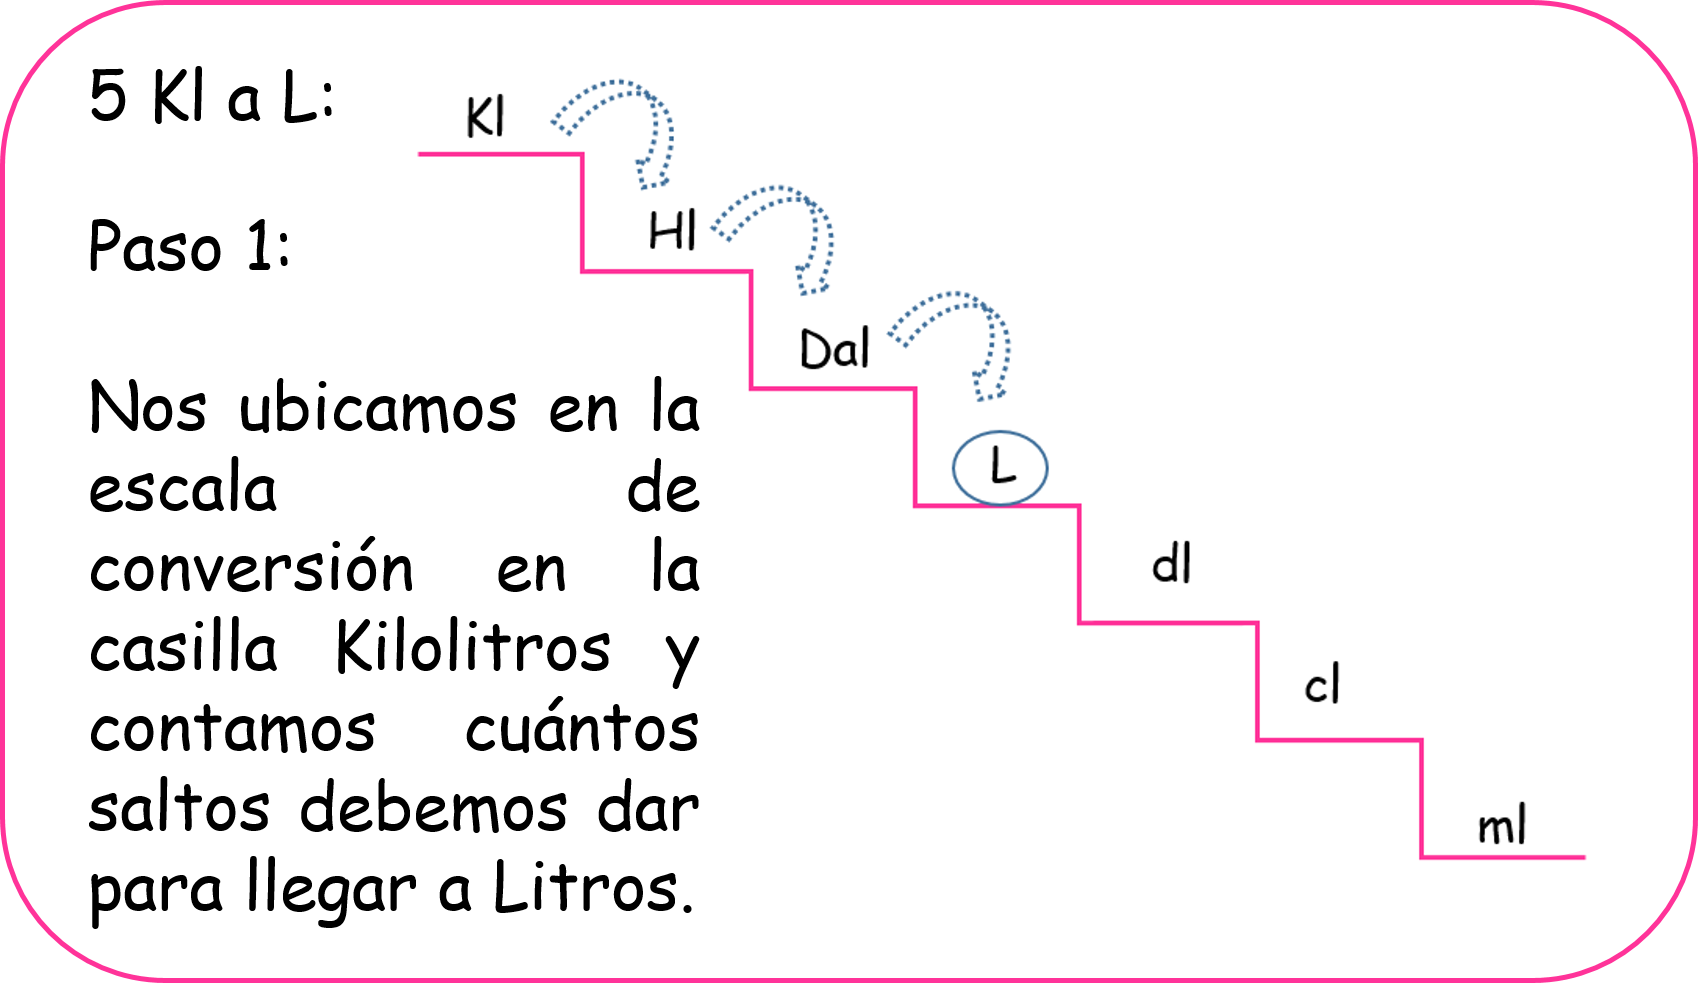 5 Kl a L:
Paso 1:
Nos ubicamos en la
escala de
conversión en la
casilla Kilolitros y
contamos cuántos
saltos debemos dar
para llegar a Litros.
Kl
Hl
Dal
L
dl
cl
ml